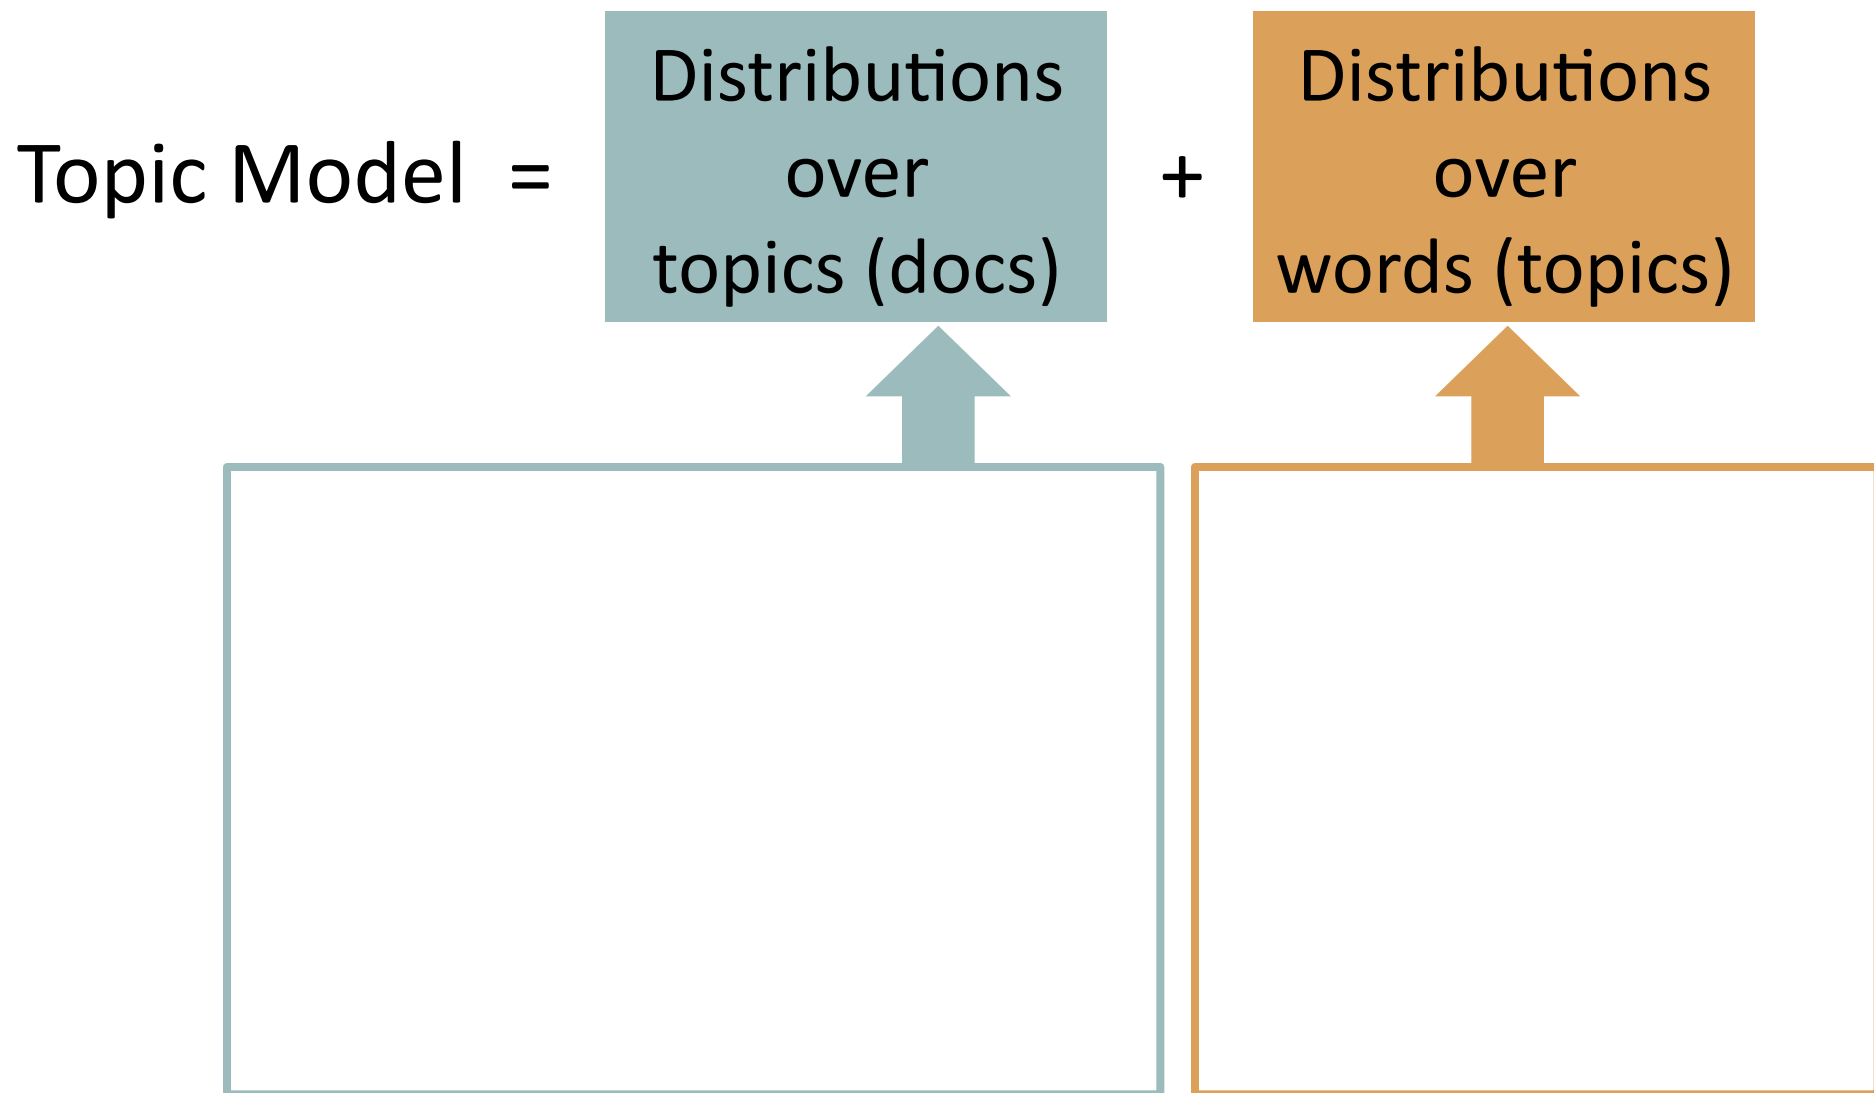 Topic Model =
Distributions
over
topics (docs)
+
Distributions
over
words (topics)